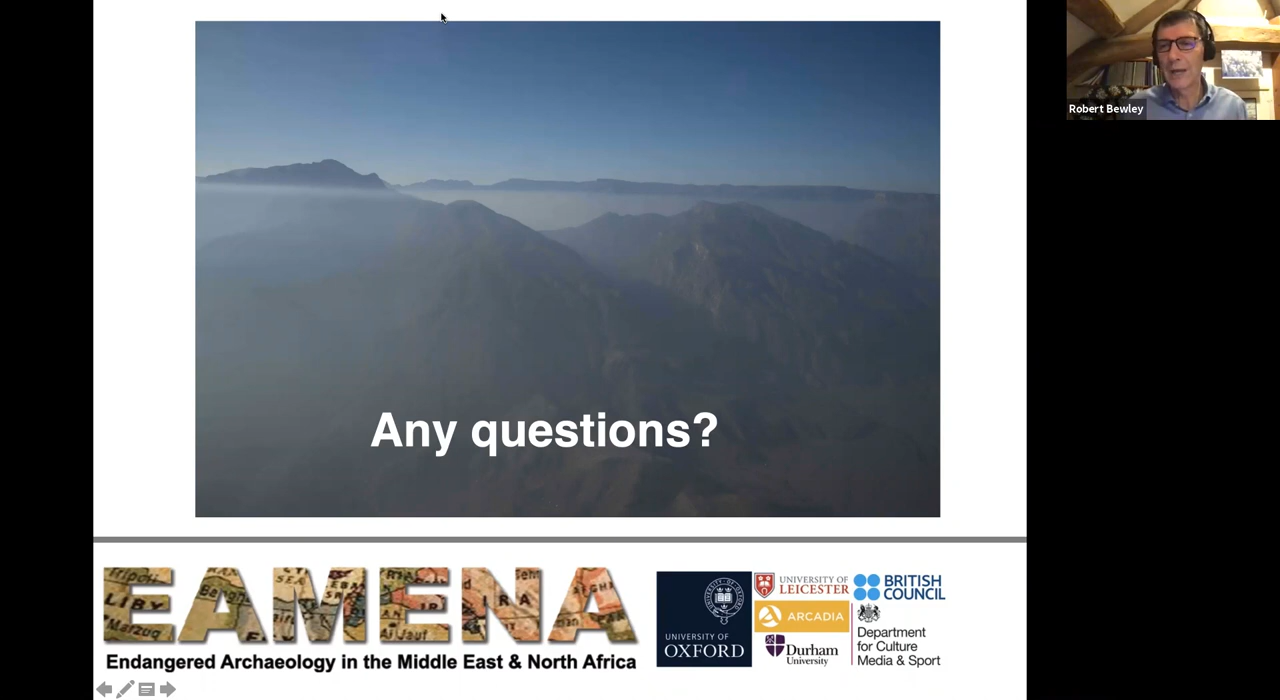 Robert Bewley
Any questions?
EAMENA
Endangered Archaeology in the Middle East & North Africa
UNIVERSITY OF
OXFORD
UNIVERSITY OF
LEICESTER
BRITISH
COUNCIL
ARCADIA
Durham
University
Department
for Culture
Media & Sport